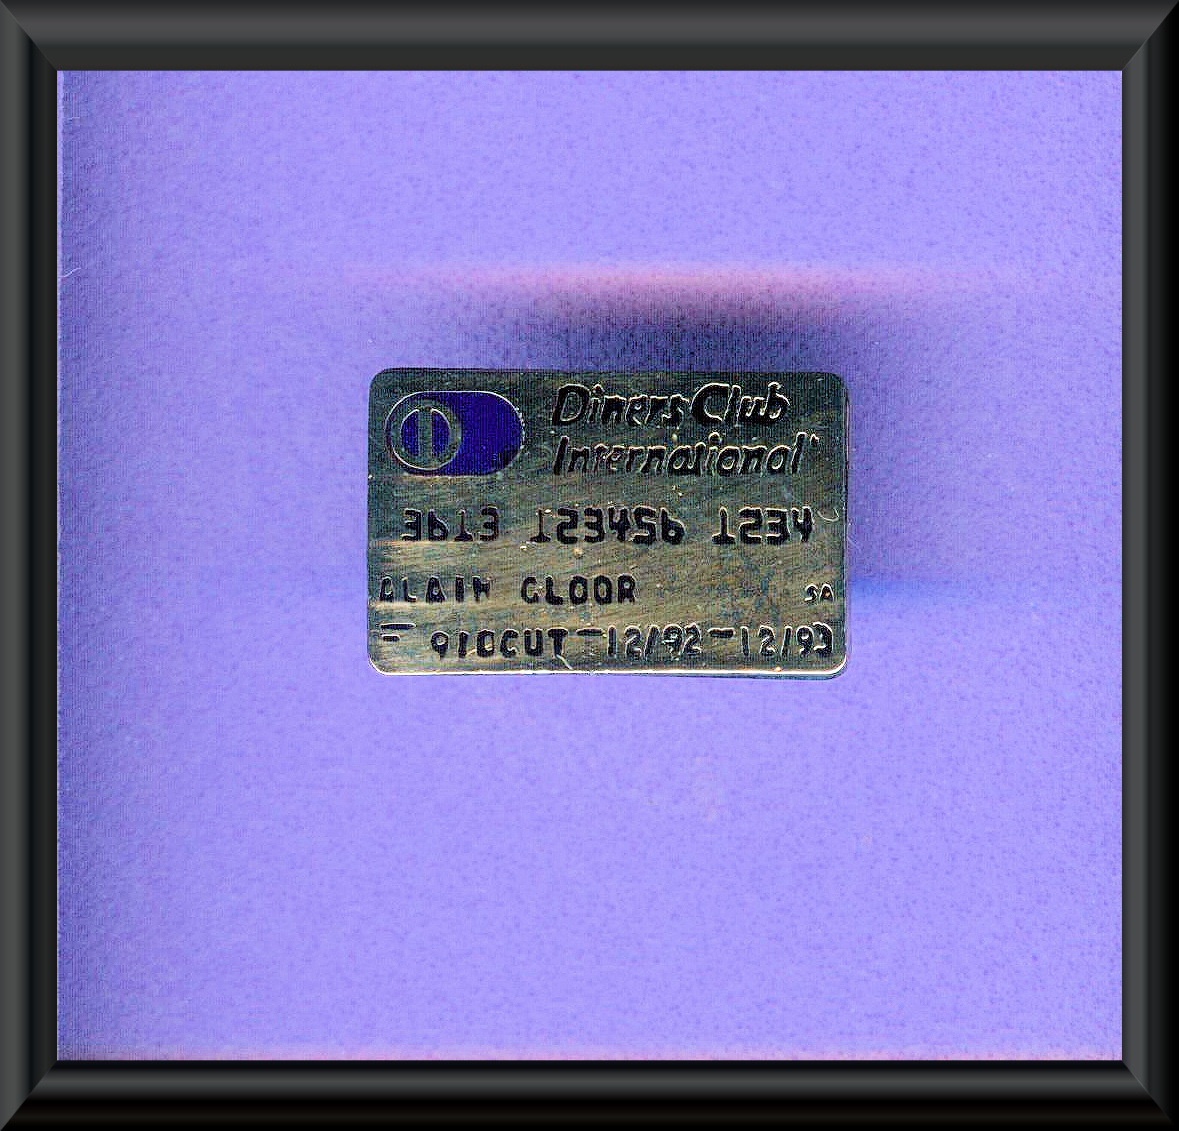 Diners Club
International
3613 123456 1234
ALAIN GLOOR SA
910CUT-12/92-12/93